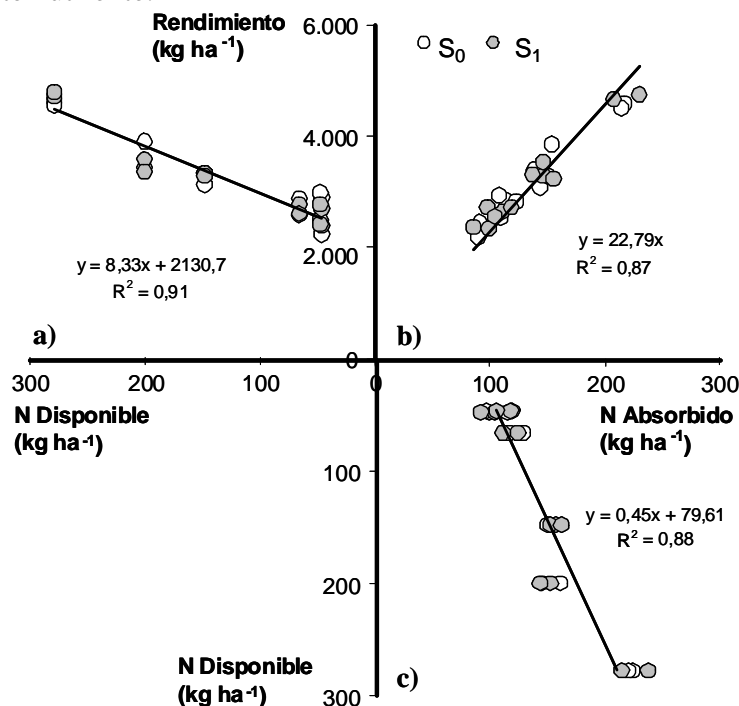 Rendimiento
(kg ha⁻¹)
6.000
S₀ S₁
4.000
2.000
0
y = 8,33x + 2130,7
R² = 0,91
y = 22,79x
R² = 0,87
a)
b)
300 200 100 0 100 200 300
N Disponible
(kg ha⁻¹)
N Absorbido
(kg ha⁻¹)
100
y = 0,45x + 79,61
R² = 0,88
200
N Disponible
(kg ha⁻¹)
c)
300